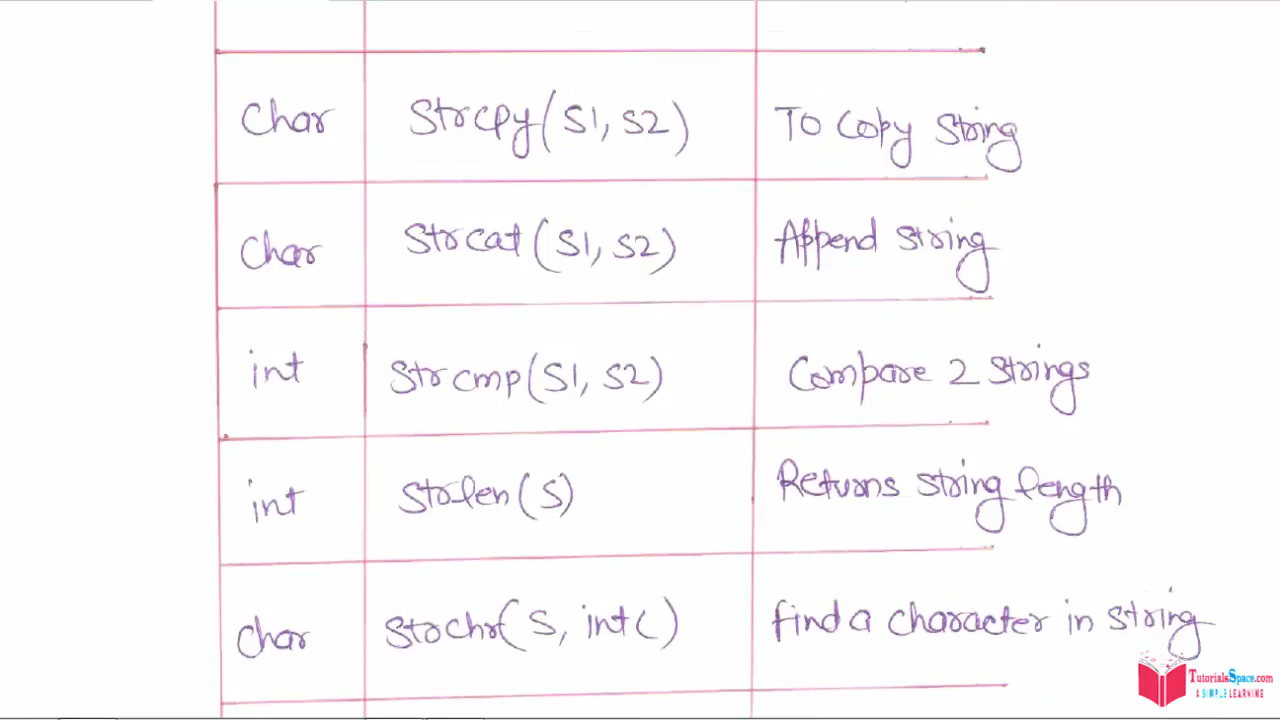 Char strcpy(S1, S2) To Copy String
Char Strcat (S1, S2) Append string
int Strcmp(S1, S2) Compare 2 Strings
int Strlen(S) Returns string length
Char Strchr(S, int C) find a character in string
TutorialsSpace.com
A SIMPLE LEARNING